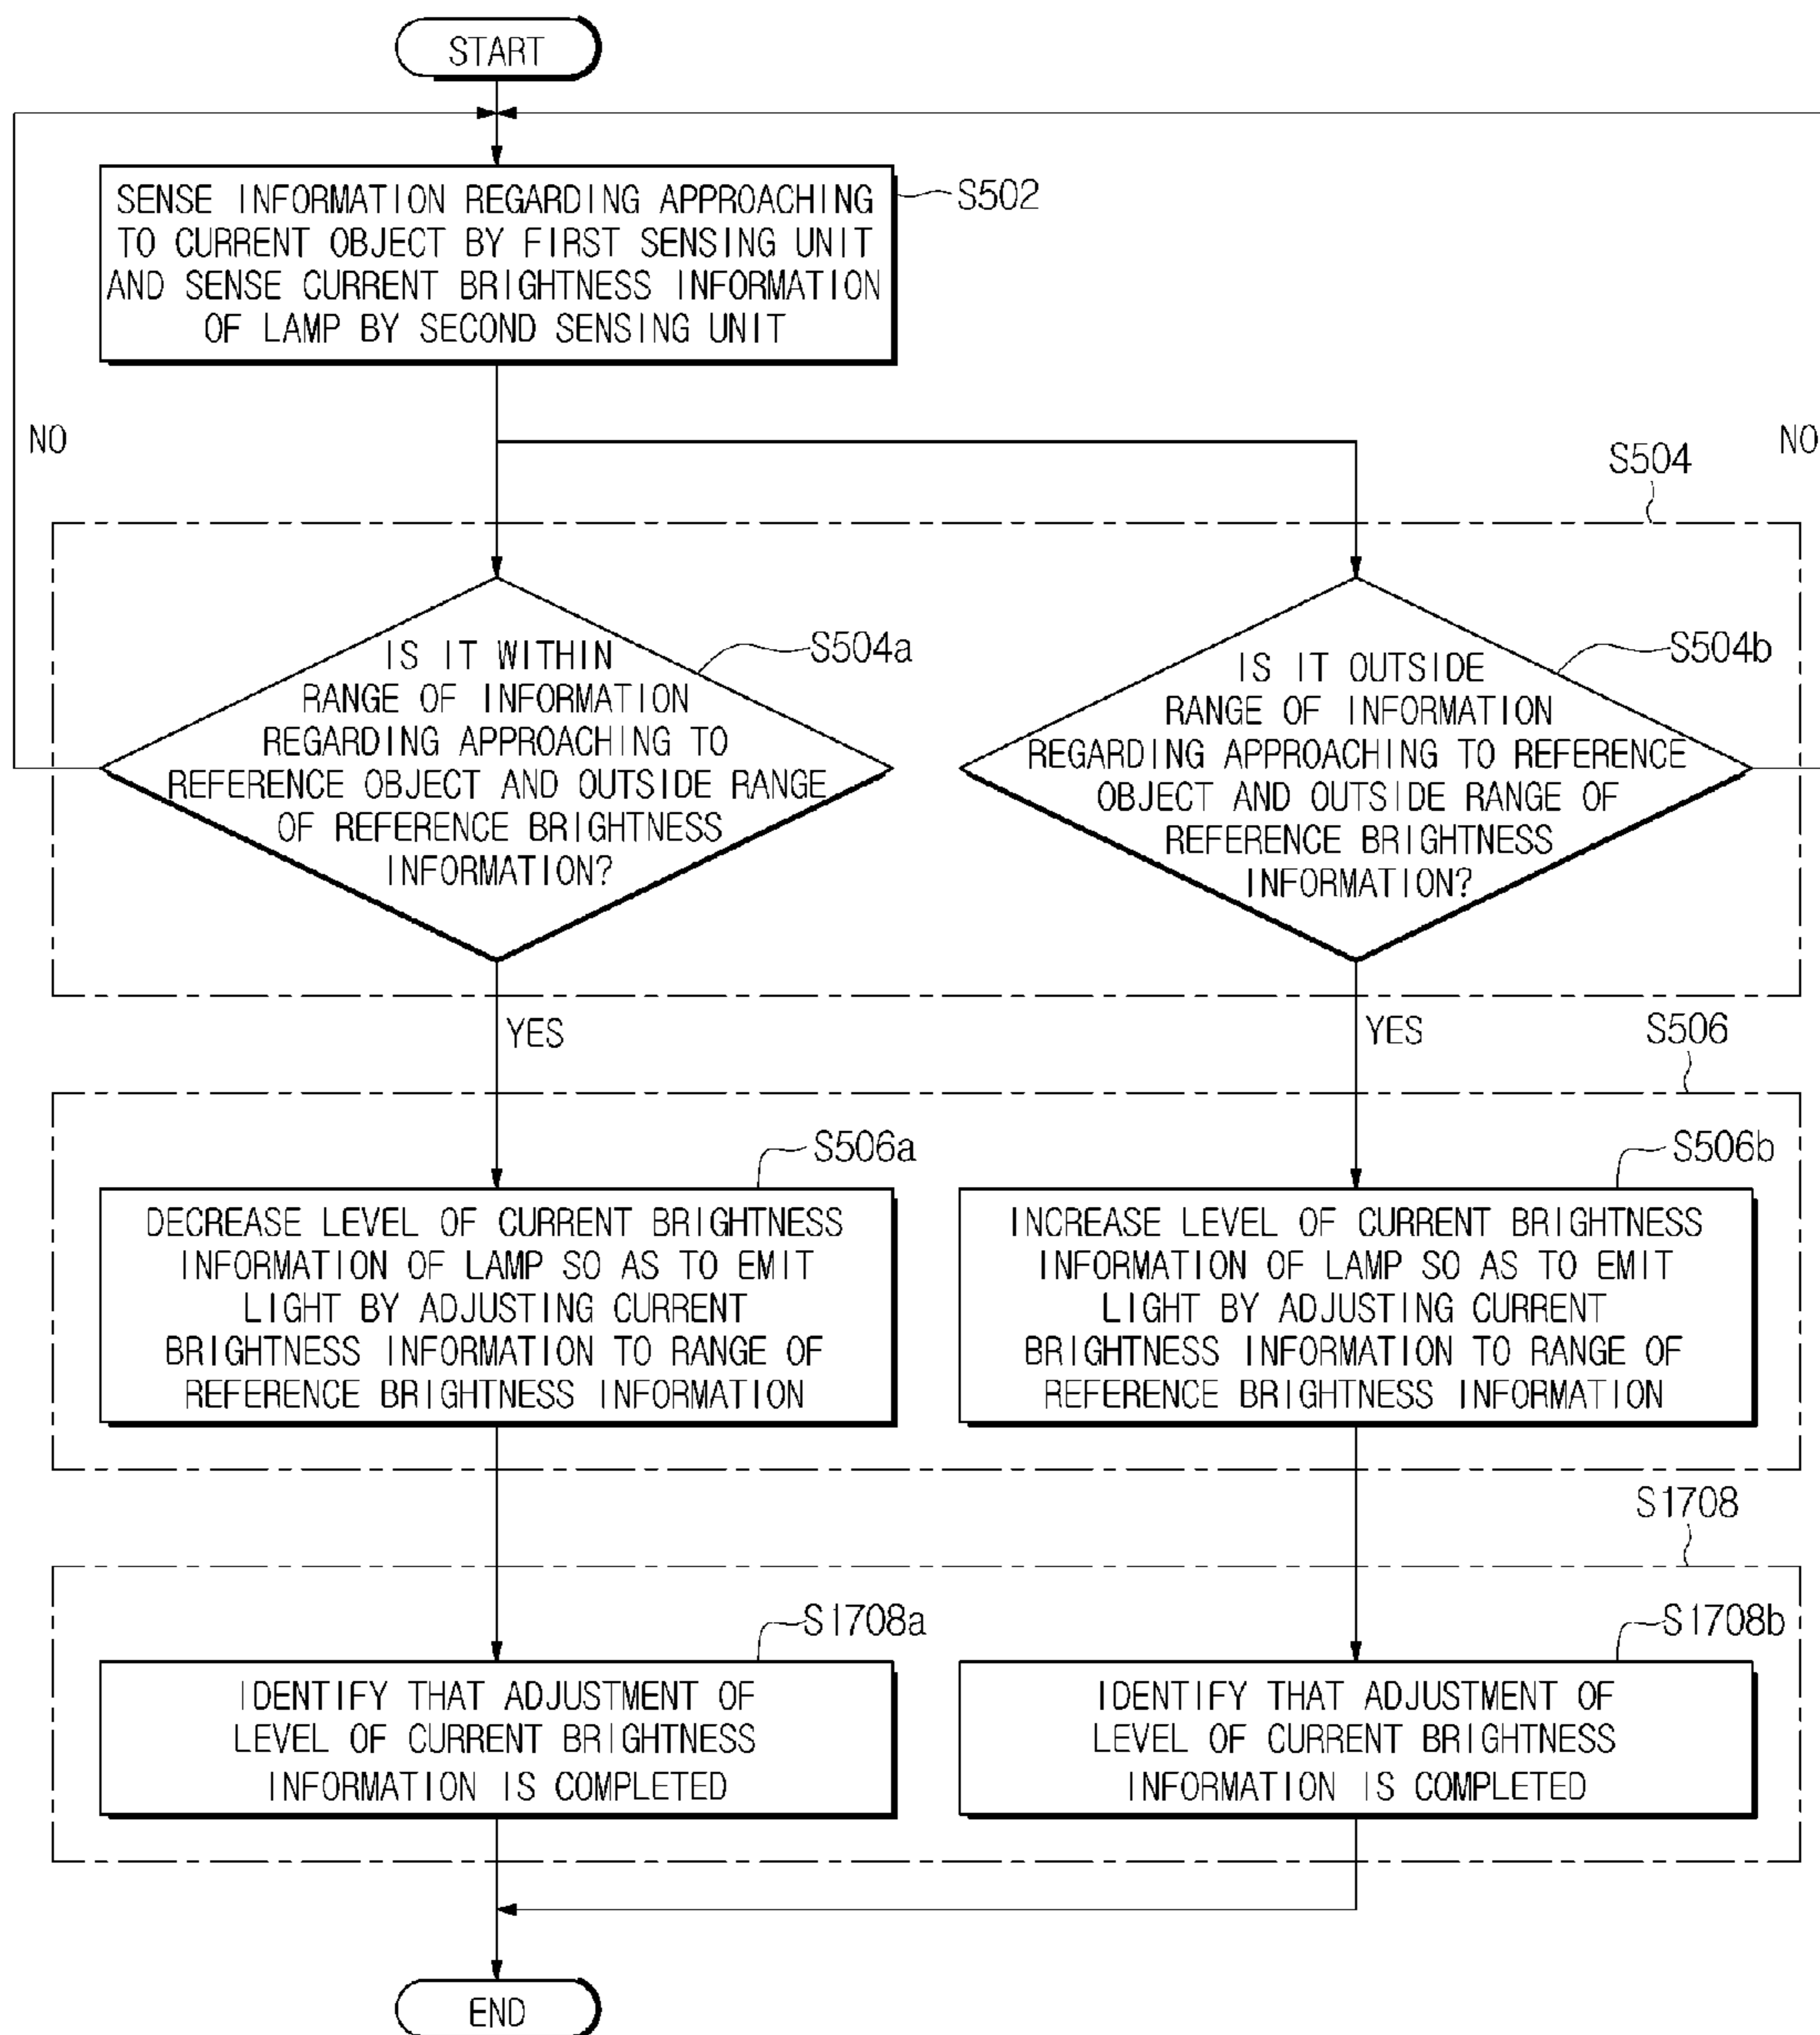 START
SENSE INFORMATION REGARDING APPROACHING
TO CURRENT OBJECT BY FIRST SENSING UNIT
AND SENSE CURRENT BRIGHTNESS INFORMATION
OF LAMP BY SECOND SENSING UNIT
S502
NO
NO
S504
IS IT WITHIN
RANGE OF INFORMATION
REGARDING APPROACHING TO
REFERENCE OBJECT AND OUTSIDE RANGE
OF REFERENCE BRIGHTNESS
INFORMATION?
S504a
IS IT OUTSIDE
RANGE OF INFORMATION
REGARDING APPROACHING TO REFERENCE
OBJECT AND OUTSIDE RANGE OF
REFERENCE BRIGHTNESS
INFORMATION?
S504b
YES
YES
S506
S506a
DECREASE LEVEL OF CURRENT BRIGHTNESS
INFORMATION OF LAMP SO AS TO EMIT
LIGHT BY ADJUSTING CURRENT
BRIGHTNESS INFORMATION TO RANGE OF
REFERENCE BRIGHTNESS INFORMATION
S506b
INCREASE LEVEL OF CURRENT BRIGHTNESS
INFORMATION OF LAMP SO AS TO EMIT
LIGHT BY ADJUSTING CURRENT
BRIGHTNESS INFORMATION TO RANGE OF
REFERENCE BRIGHTNESS INFORMATION
S1708
S1708a
IDENTIFY THAT ADJUSTMENT OF
LEVEL OF CURRENT BRIGHTNESS
INFORMATION IS COMPLETED
S1708b
IDENTIFY THAT ADJUSTMENT OF
LEVEL OF CURRENT BRIGHTNESS
INFORMATION IS COMPLETED
END